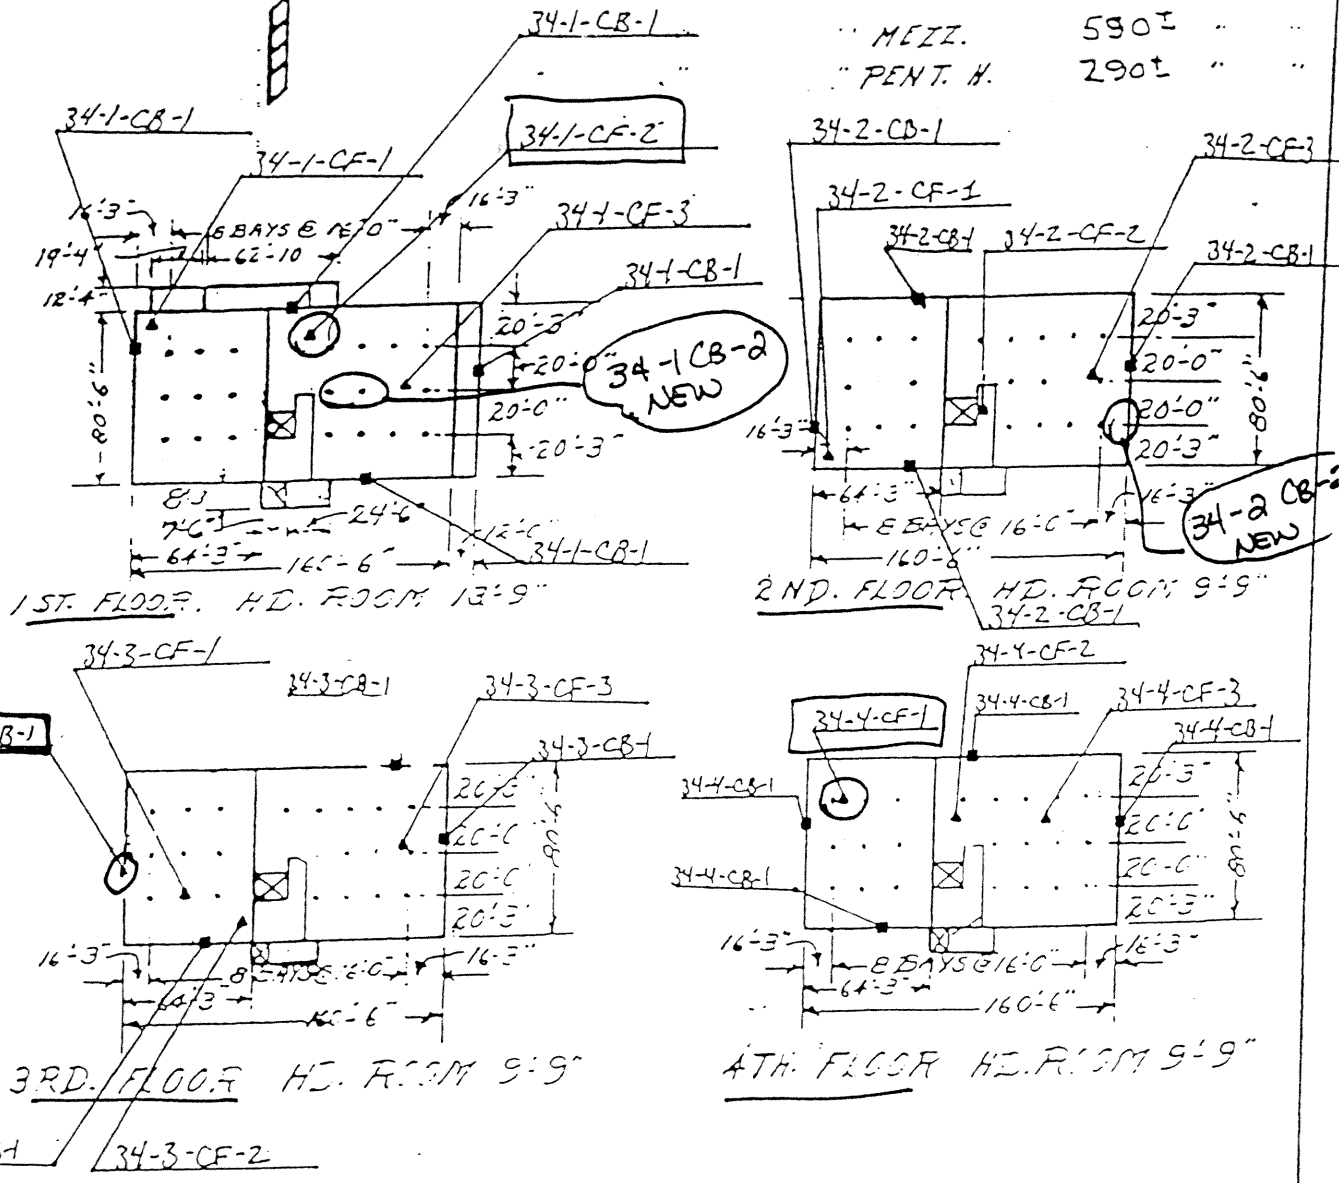 34-1-CB-1
" MEZZ. 590± " "
" PENT. H. 290± " "
34-1-CB-1
34-1-CF-2
34-1-CF-1
34-2-CB-1
34-2-CF-3
34-2-CF-1
16'-3"
16'-3"
34-1-CF-3
34-2-CB-1
34-2-CF-2
34-2-CB-1
19'-4
62'-10
34-1-CB-1
12'-4"
20'-3"
20'-3"
20'-0"
34-1 CB-2
NEW
20'-0"
80'-6"
20'-0"
20'-0"
80'-6"
20'-3"
16'-3"
20'-3"
8'-3
7'-6"
24'-6
64'-3"
16'-3"
34-2 CB-2
NEW
12'-0"
8 BAYS @ 16'-0"
64'-3"
34-1-CB-1
160'-6"
160'-6"
1ST. FLOOR. HD. ROOM 13'-9"
2ND. FLOOR HD. ROOM 9'-9"
34-2-CB-1
34-3-CF-1
34-4-CF-2
34-3-CB-1
34-3-CF-3
34-4-CF-1
34-4-CB-1
34-4-CF-3
B-1
34-3-CB-1
34-4-CB-1
20'-3"
20'-3"
34-4-CB-1
20'-0
80'-6"
20'-0"
80'-6"
20'-0"
20'-0"
34-4-CB-1
20'-3"
20'-3"
16'-3"
8 BAYS @ 16'-0"
16'-3"
16'-3"
8 BAYS @ 16'-0"
16'-3"
64'-3
64'-3"
160'-6"
160'-6"
3RD. FLOOR HD. ROOM 9'-9"
4TH. FLOOR HD. ROOM 9'-9"
34-3-CF-2